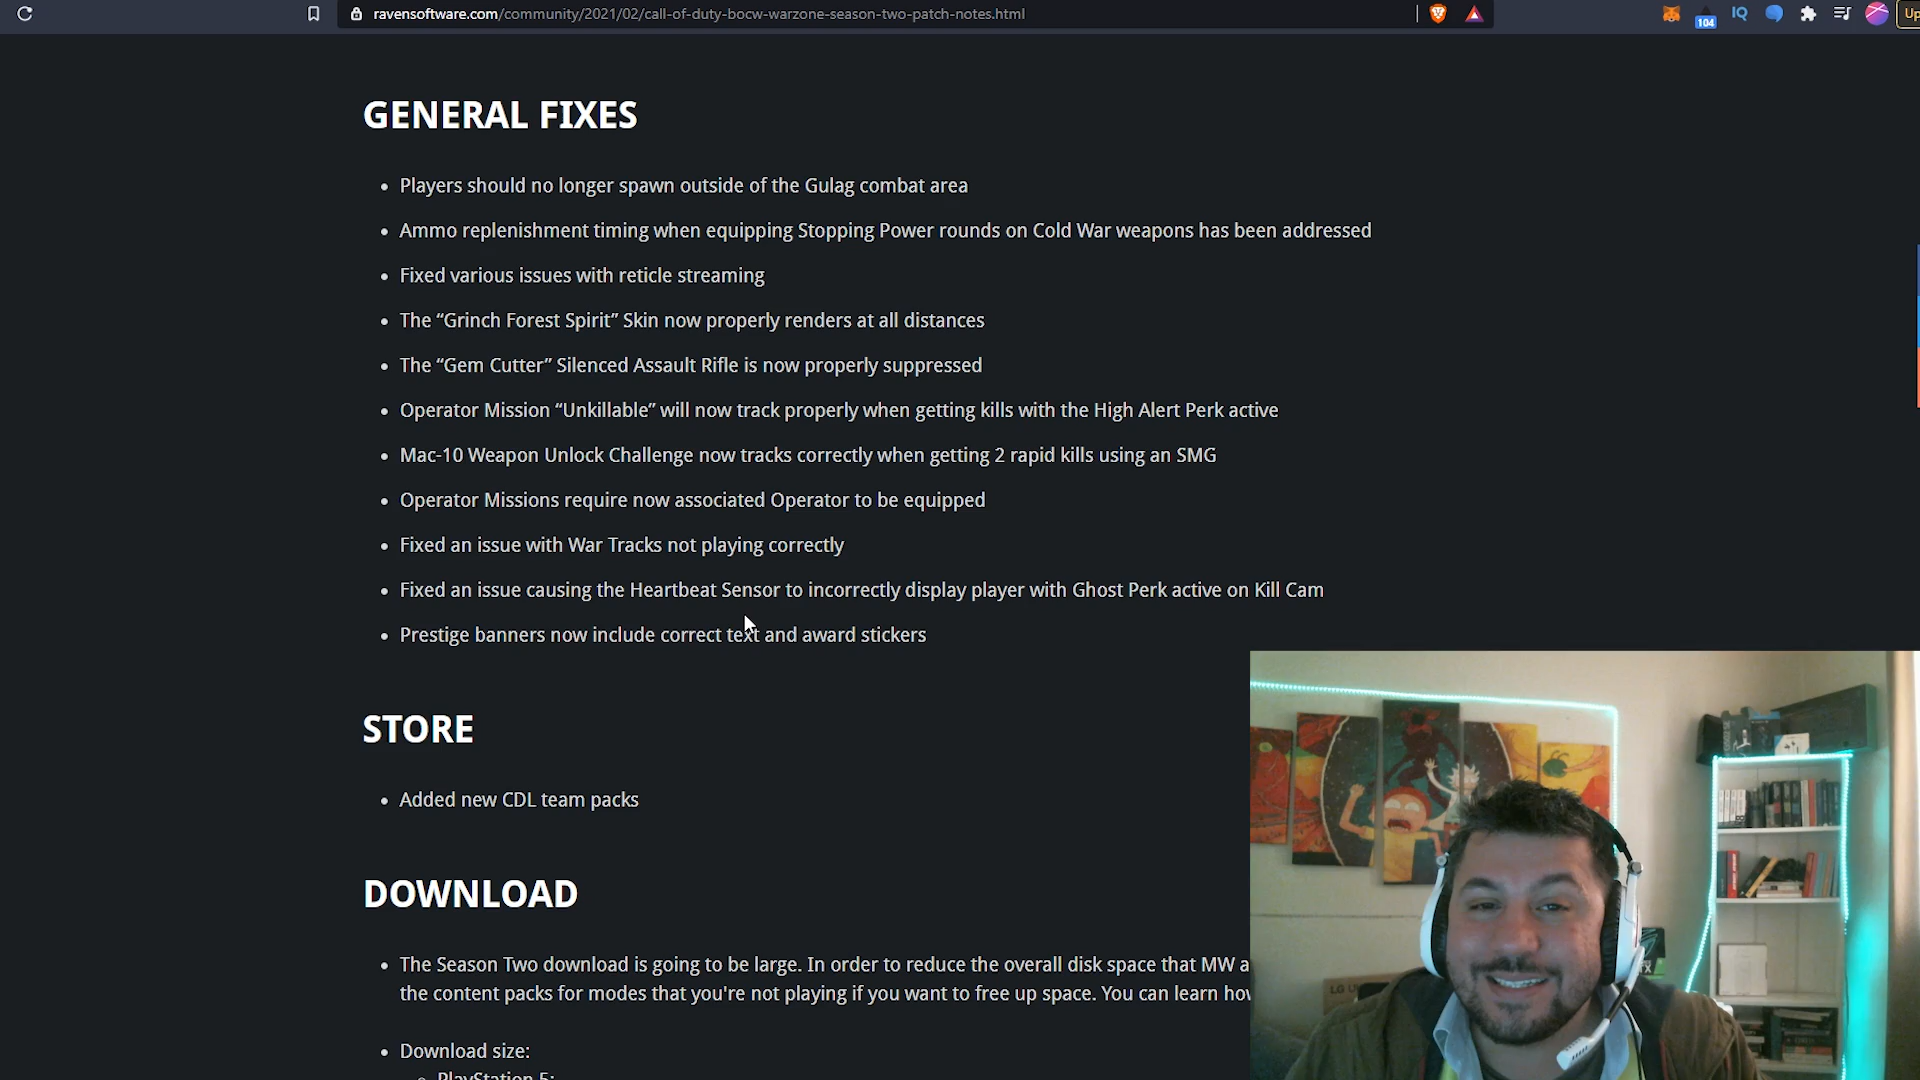 ravensoftware.com/community/2021/02/call-of-duty-bocw-warzone-season-two-patch-notes.html
104
IQ
Up
GENERAL FIXES
• Players should no longer spawn outside of the Gulag combat area
• Ammo replenishment timing when equipping Stopping Power rounds on Cold War weapons has been addressed
• Fixed various issues with reticle streaming
• The “Grinch Forest Spirit” Skin now properly renders at all distances
• The “Gem Cutter” Silenced Assault Rifle is now properly suppressed
• Operator Mission “Unkillable” will now track properly when getting kills with the High Alert Perk active
• Mac-10 Weapon Unlock Challenge now tracks correctly when getting 2 rapid kills using an SMG
• Operator Missions require now associated Operator to be equipped
• Fixed an issue with War Tracks not playing correctly
• Fixed an issue causing the Heartbeat Sensor to incorrectly display player with Ghost Perk active on Kill Cam
• Prestige banners now include correct text and award stickers
STORE
• Added new CDL team packs
DOWNLOAD
• The Season Two download is going to be large. In order to reduce the overall disk space that MW a
the content packs for modes that you're not playing if you want to free up space. You can learn how
• Download size:
PlayStation 5:
LG